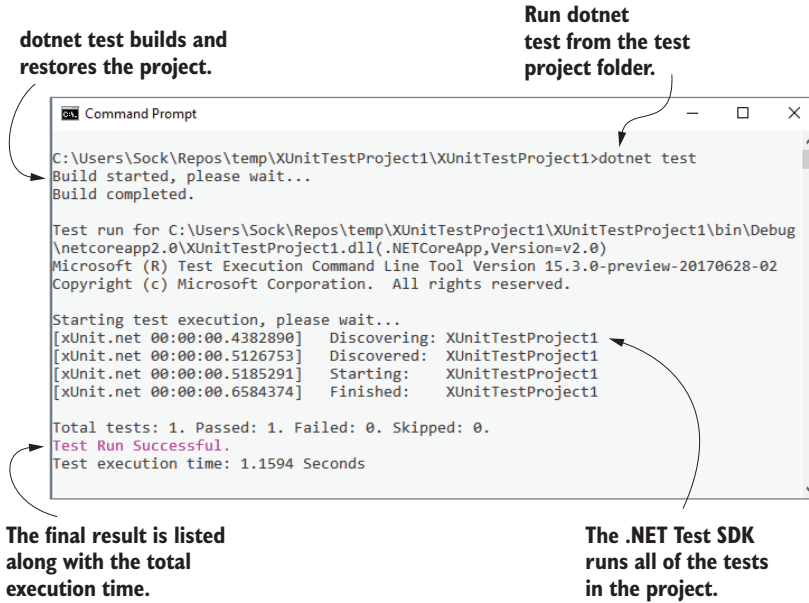 dotnet test builds and
restores the project.
Run dotnet
test from the test
project folder.
Command Prompt
C:\Users\Sock\Repos\temp\XUnitTestProject1\XUnitTestProject1>dotnet test
Build started, please wait...
Build completed.
Test run for C:\Users\Sock\Repos\temp\XUnitTestProject1\XUnitTestProject1\bin\Debug
\netcoreapp2.0\XUnitTestProject1.dll(.NETCoreApp,Version=v2.0)
Microsoft (R) Test Execution Command Line Tool Version 15.3.0-preview-20170628-02
Copyright (c) Microsoft Corporation.  All rights reserved.
Starting test execution, please wait...
[xUnit.net 00:00:00.4382890]   Discovering: XUnitTestProject1
[xUnit.net 00:00:00.5126753]   Discovered:  XUnitTestProject1
[xUnit.net 00:00:00.5185291]   Starting:    XUnitTestProject1
[xUnit.net 00:00:00.6584374]   Finished:    XUnitTestProject1
Total tests: 1. Passed: 1. Failed: 0. Skipped: 0.
Test Run Successful.
Test execution time: 1.1594 Seconds
The final result is listed
along with the total
execution time.
The .NET Test SDK
runs all of the tests
in the project.